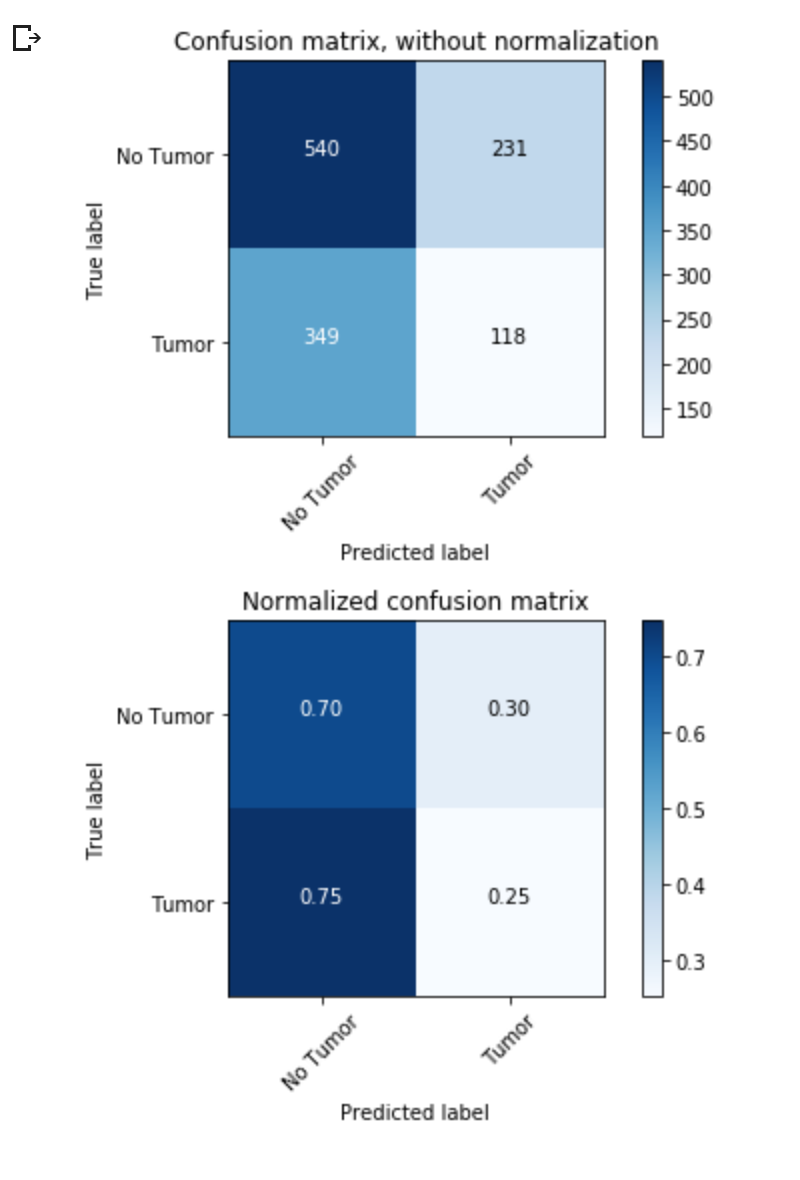 Confusion matrix, without normalization
No Tumor 540 231
Tumor 349 118
True label
No Tumor Tumor
Predicted label
500
450
400
350
300
250
200
150
Normalized confusion matrix
No Tumor 0.70 0.30
Tumor 0.75 0.25
True label
No Tumor Tumor
Predicted label
0.7
0.6
0.5
0.4
0.3